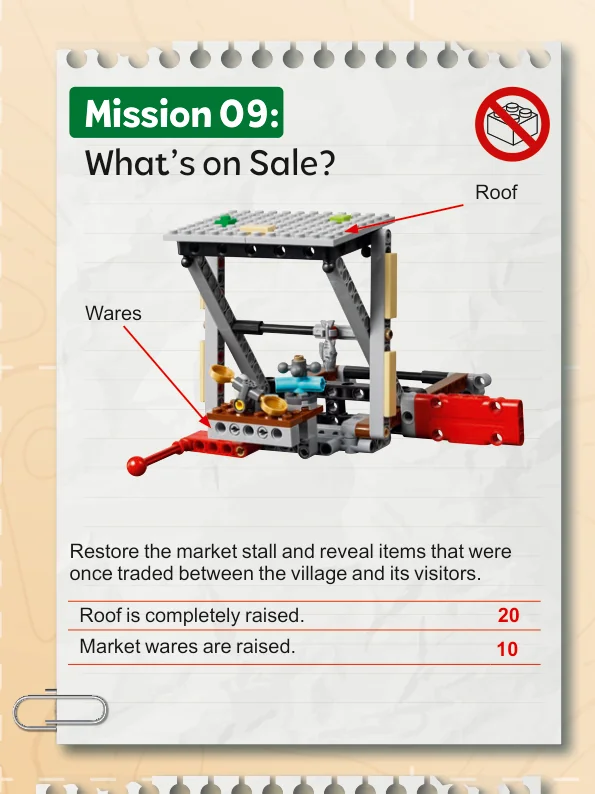 Mission 09:
What's on Sale?
Roof
Wares
Restore the market stall and reveal items that were
once traded between the village and its visitors.
Roof is completely raised. 20
Market wares are raised. 10